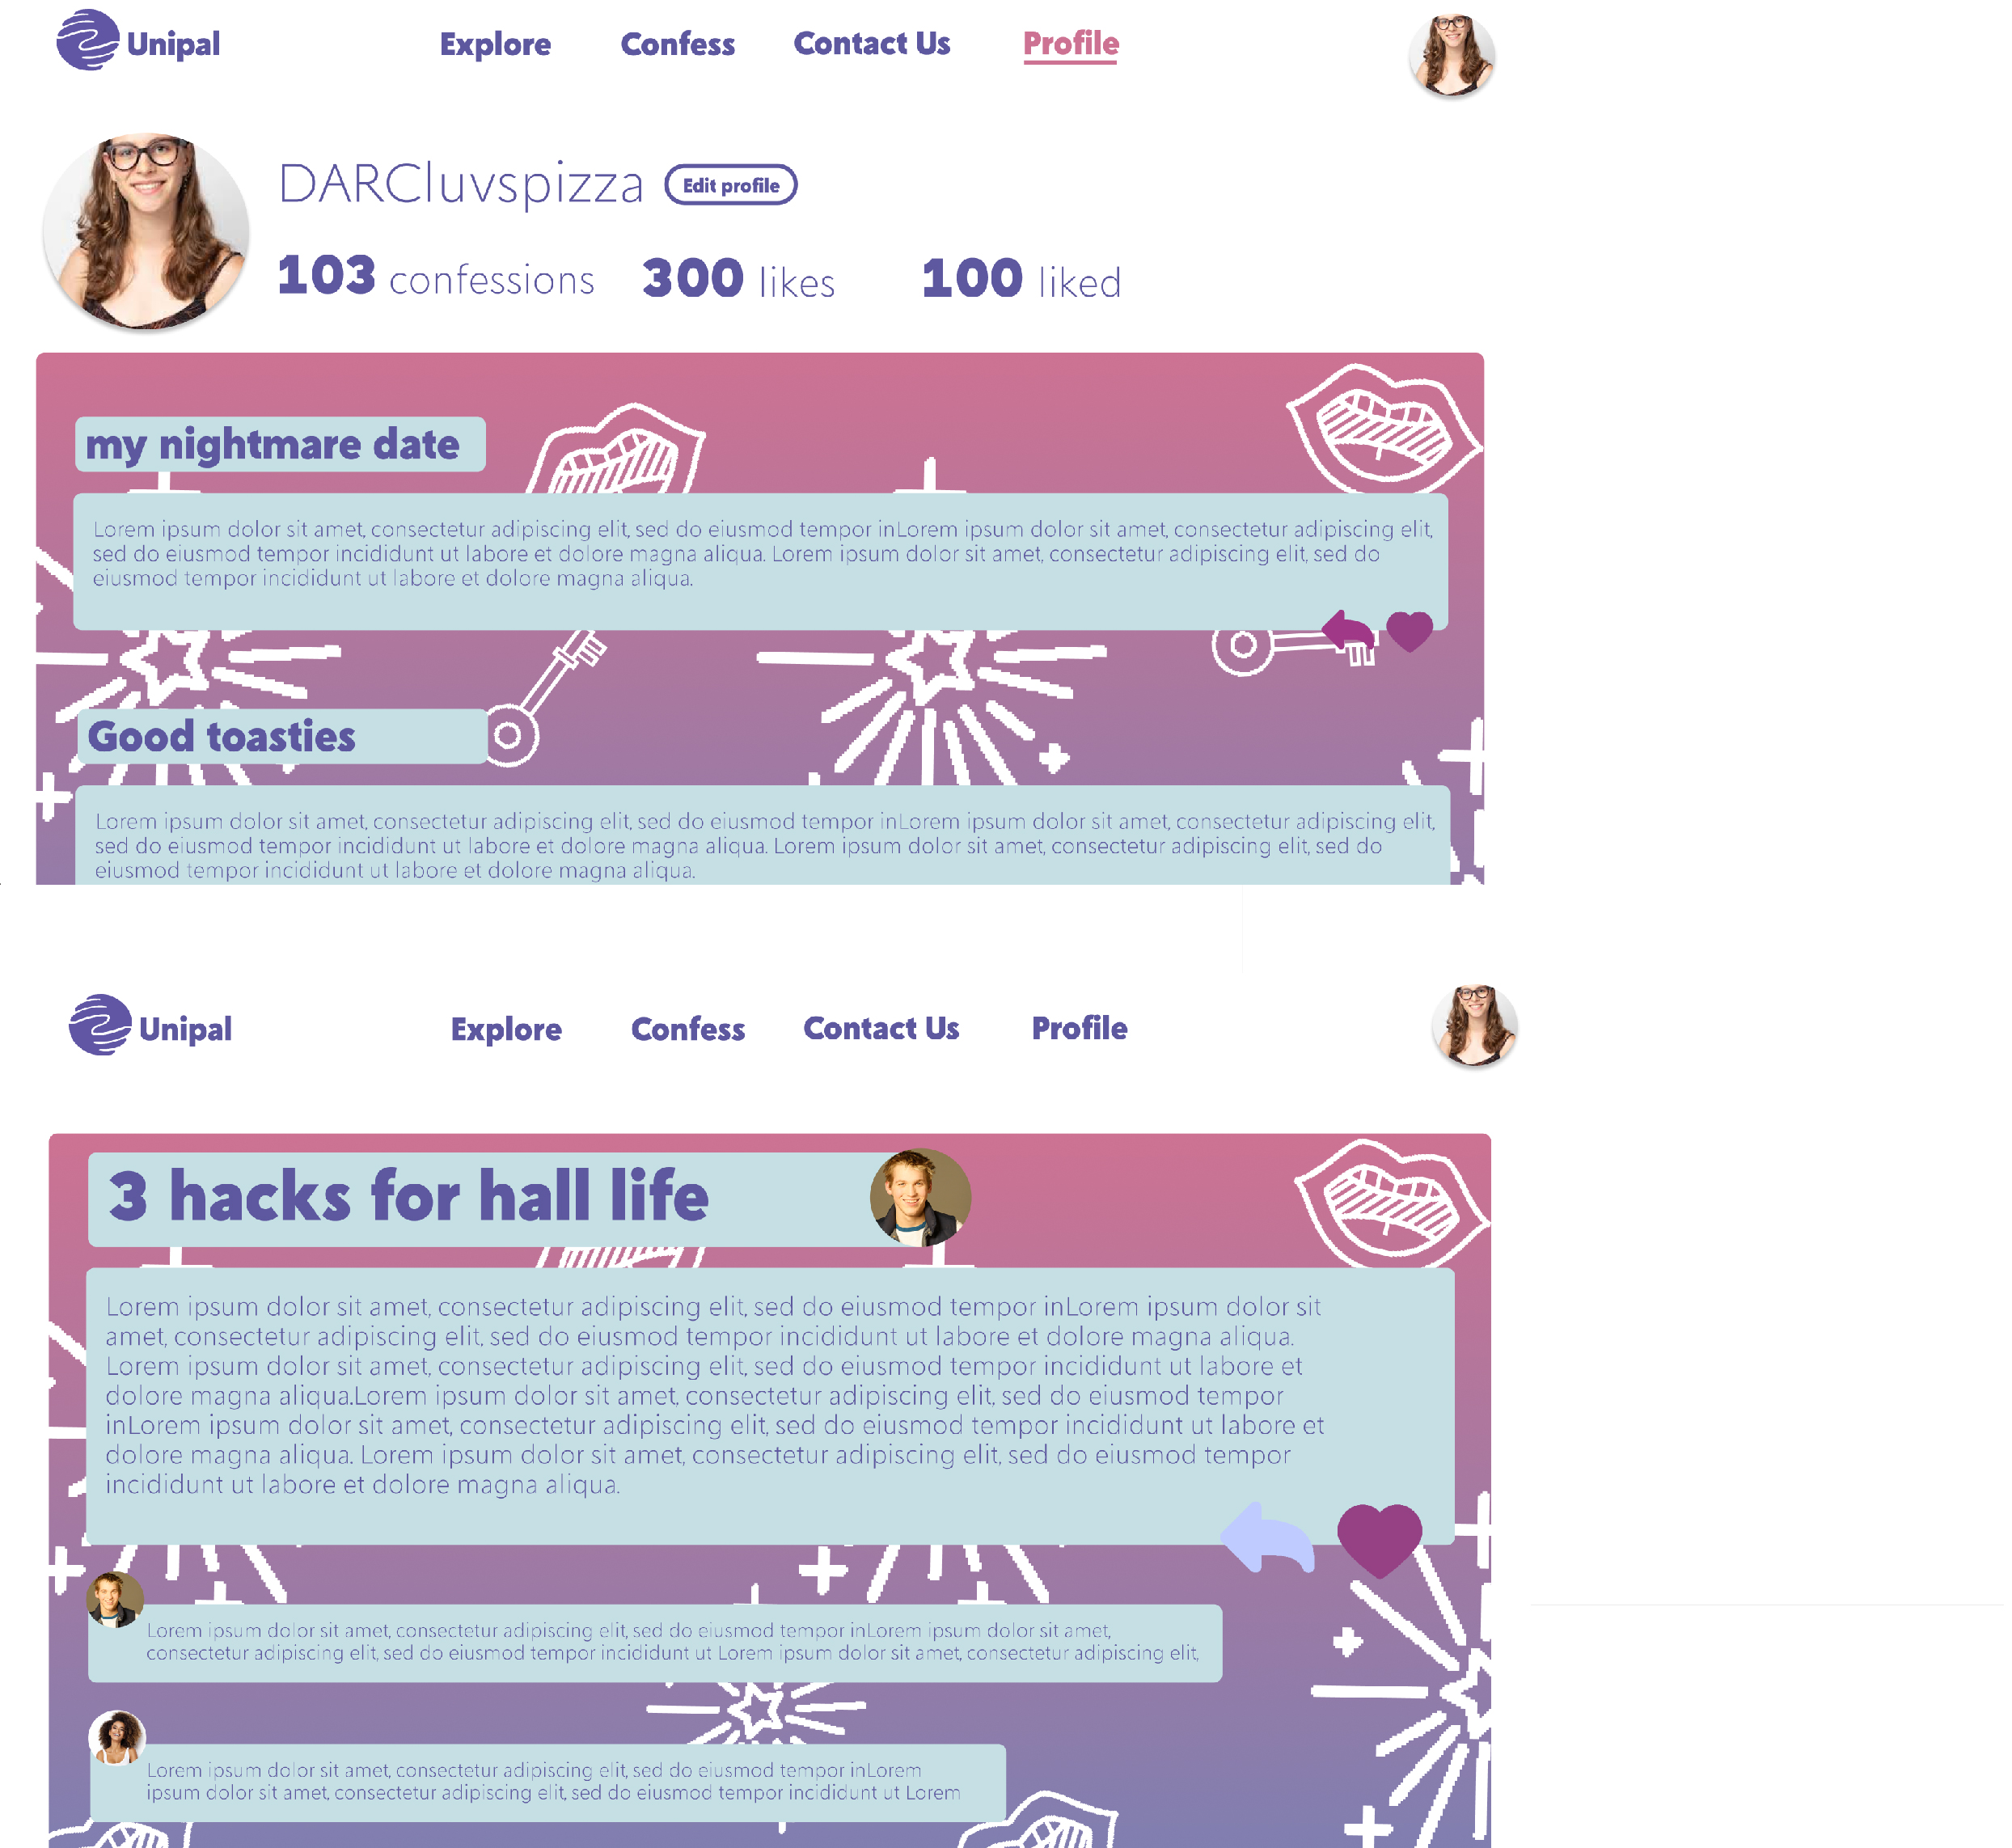 Unipal Explore Confess Contact Us Profile
DARCluvspizza Edit profile
103 confessions 300 likes 100 liked
my nightmare date
Lorem ipsum dolor sit amet, consectetur adipiscing elit, sed do eiusmod tempor inLorem ipsum dolor sit amet, consectetur adipiscing elit,
sed do eiusmod tempor incididunt ut labore et dolore magna aliqua. Lorem ipsum dolor sit amet, consectetur adipiscing elit, sed do
eiusmod tempor incididunt ut labore et dolore magna aliqua.
Good toasties
Lorem ipsum dolor sit amet, consectetur adipiscing elit, sed do eiusmod tempor inLorem ipsum dolor sit amet, consectetur adipiscing elit,
sed do eiusmod tempor incididunt ut labore et dolore magna aliqua. Lorem ipsum dolor sit amet, consectetur adipiscing elit, sed do
eiusmod tempor incididunt ut labore et dolore magna aliqua.
Unipal Explore Confess Contact Us Profile
3 hacks for hall life
Lorem ipsum dolor sit amet, consectetur adipiscing elit, sed do eiusmod tempor inLorem ipsum dolor sit
amet, consectetur adipiscing elit, sed do eiusmod tempor incididunt ut labore et dolore magna aliqua.
Lorem ipsum dolor sit amet, consectetur adipiscing elit, sed do eiusmod tempor incididunt ut labore et
dolore magna aliqua.Lorem ipsum dolor sit amet, consectetur adipiscing elit, sed do eiusmod tempor
inLorem ipsum dolor sit amet, consectetur adipiscing elit, sed do eiusmod tempor incididunt ut labore et
dolore magna aliqua. Lorem ipsum dolor sit amet, consectetur adipiscing elit, sed do eiusmod tempor
incididunt ut labore et dolore magna aliqua.
Lorem ipsum dolor sit amet, consectetur adipiscing elit, sed do eiusmod tempor inLorem ipsum dolor sit amet,
consectetur adipiscing elit, sed do eiusmod tempor incididunt ut Lorem ipsum dolor sit amet, consectetur adipiscing elit,
Lorem ipsum dolor sit amet, consectetur adipiscing elit, sed do eiusmod tempor inLorem
ipsum dolor sit amet, consectetur adipiscing elit, sed do eiusmod tempor incididunt ut Lorem